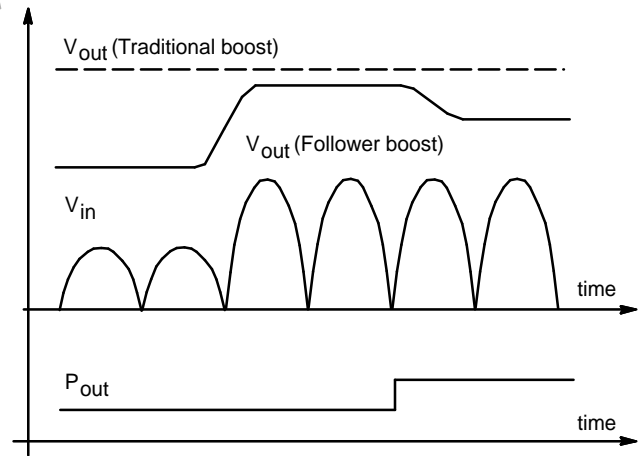 Vout (Traditional boost)
Vout (Follower boost)
Vin
time
Pout
time